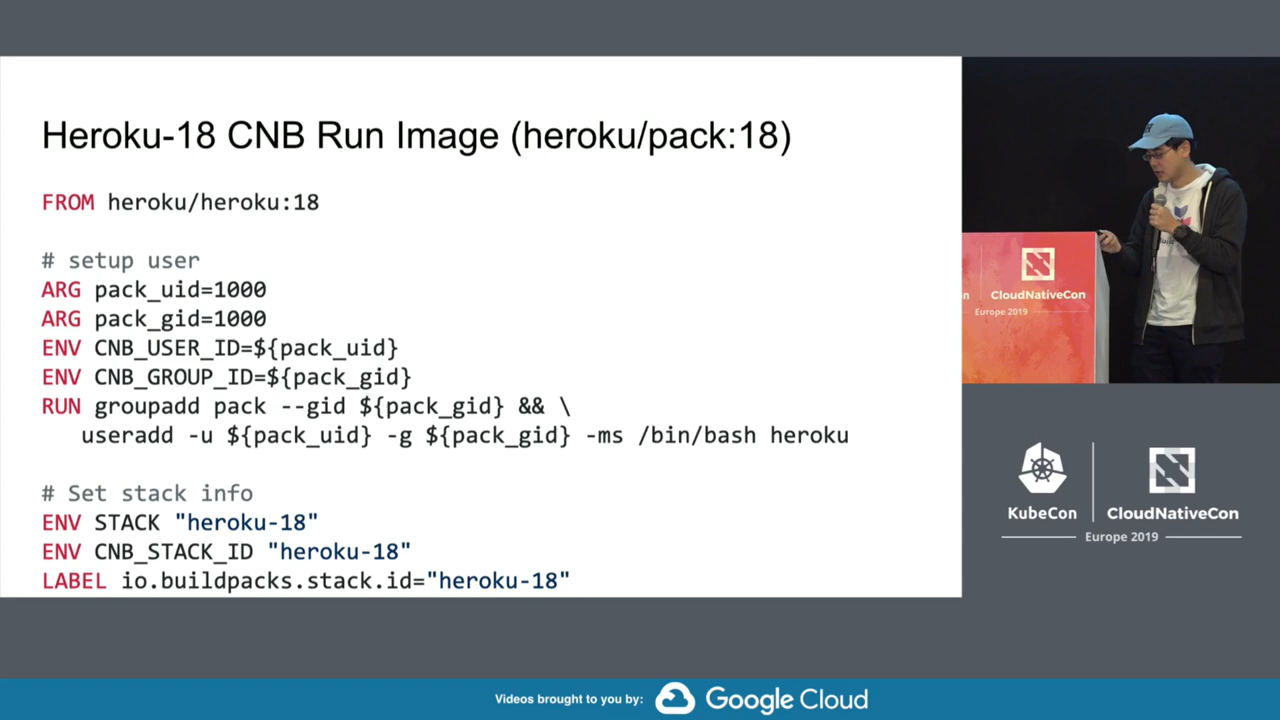 Heroku-18 CNB Run Image (heroku/pack:18)
FROM heroku/heroku:18
# setup user
ARG pack_uid=1000
ARG pack_gid=1000
ENV CNB_USER_ID=${pack_uid}
ENV CNB_GROUP_ID=${pack_gid}
RUN groupadd pack --gid ${pack_gid} && \
useradd -u ${pack_uid} -g ${pack_gid} -ms /bin/bash heroku
# Set stack info
ENV STACK "heroku-18"
ENV CNB_STACK_ID "heroku-18"
LABEL io.buildpacks.stack.id="heroku-18"
CloudNativeCon
Europe 2019
KubeCon
CloudNativeCon
Europe 2019
Videos brought to you by:
Google Cloud